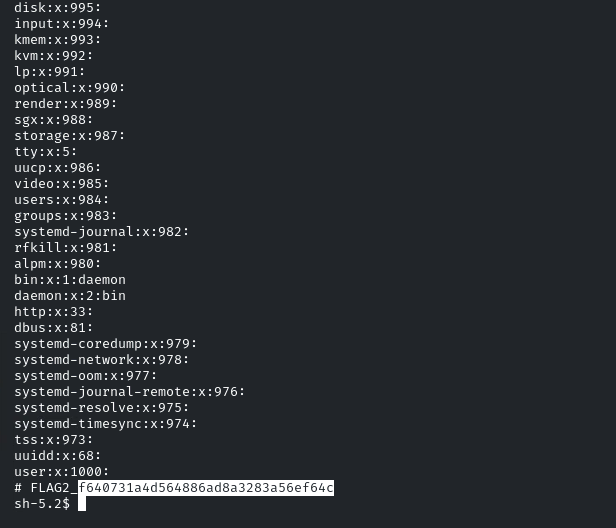 disk:x:995:
input:x:994:
kmem:x:993:
kvm:x:992:
lp:x:991:
optical:x:990:
render:x:989:
sgx:x:988:
storage:x:987:
tty:x:5:
uucp:x:986:
video:x:985:
users:x:984:
groups:x:983:
systemd-journal:x:982:
rfkill:x:981:
alpm:x:980:
bin:x:1:daemon
daemon:x:2:bin
http:x:33:
dbus:x:81:
systemd-coredump:x:979:
systemd-network:x:978:
systemd-oom:x:977:
systemd-journal-remote:x:976:
systemd-resolve:x:975:
systemd-timesync:x:974:
tss:x:973:
uuidd:x:68:
user:x:1000:
# FLAG2_f640731a4d564886ad8a3283a56ef64c
sh-5.2$